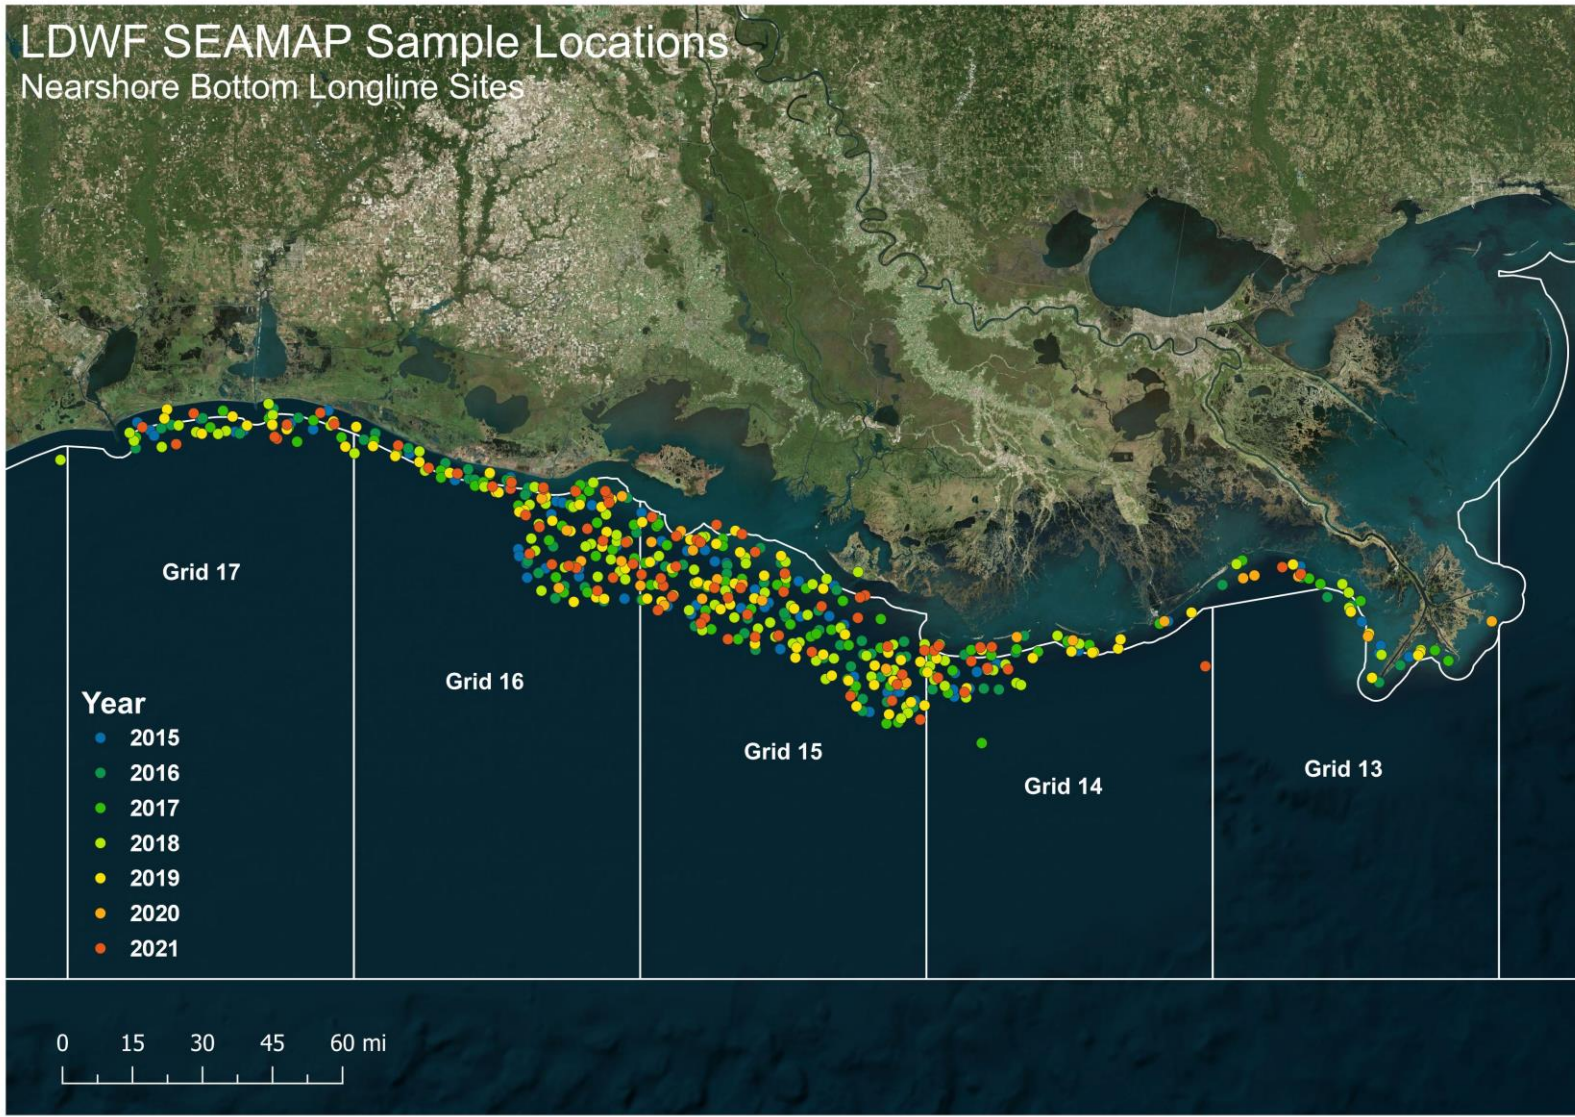 LDWF SEAMAP Sample Locations
Nearshore Bottom Longline Sites
Grid 17
Grid 16
Grid 15
Grid 14
Grid 13
Year
2015
2016
2017
2018
2019
2020
2021
0 15 30 45 60 mi